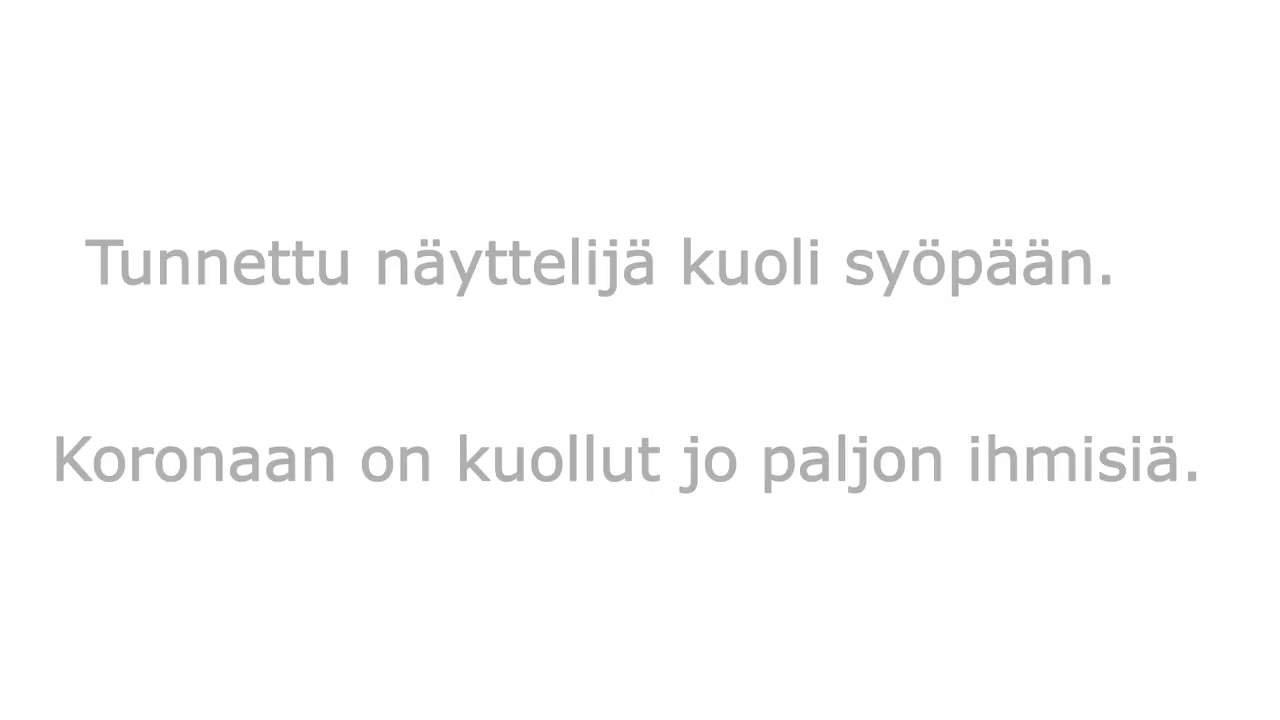 Tunnettu näyttelijä kuoli syöpään.
Koronaan on kuollut jo paljon ihmisiä.